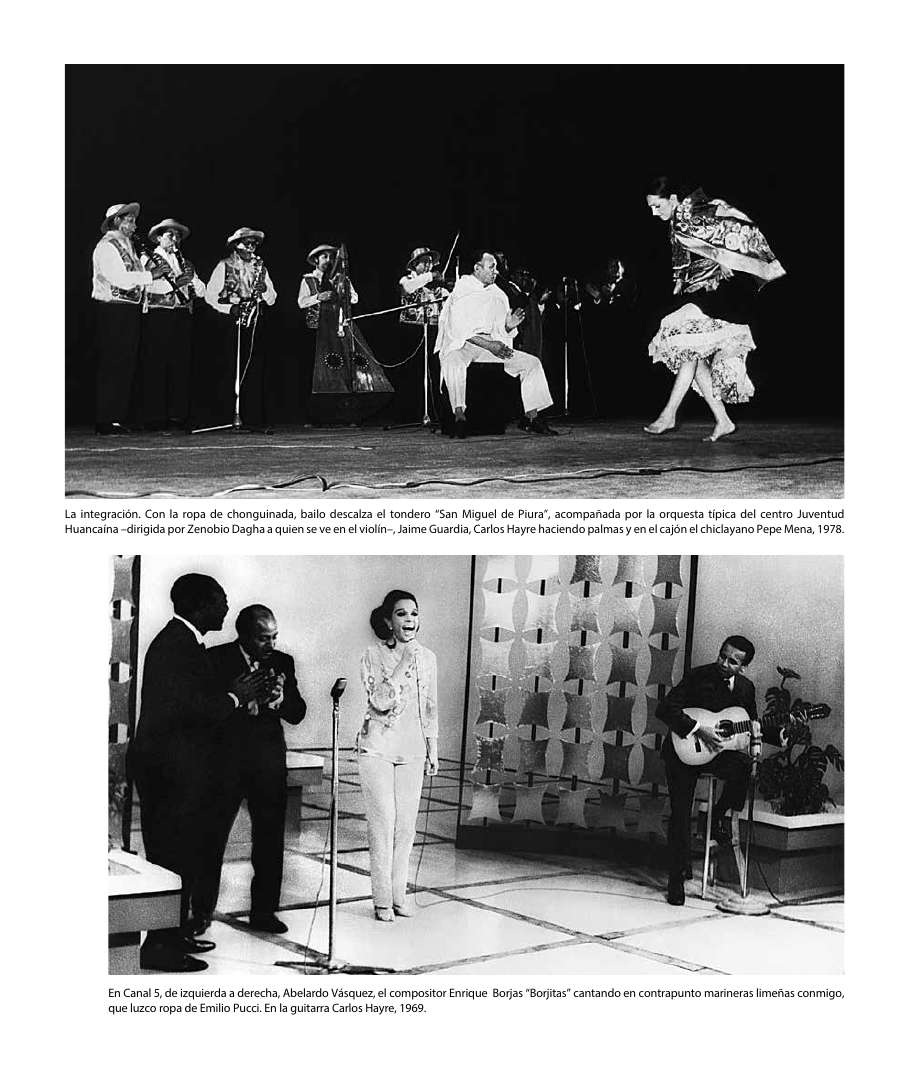 La integración. Con la ropa de chonguinada, bailo descalza el tondero “San Miguel de Piura”, acompañada por la orquesta típica del centro Juventud
Huancaína –dirigida por Zenobio Dagha a quien se ve en el violín–, Jaime Guardia, Carlos Hayre haciendo palmas y en el cajón el chiclayano Pepe Mena, 1978.
En Canal 5, de izquierda a derecha, Abelardo Vásquez, el compositor Enrique Borjas “Borjitas” cantando en contrapunto marineras limeñas conmigo,
que luzco ropa de Emilio Pucci. En la guitarra Carlos Hayre, 1969.